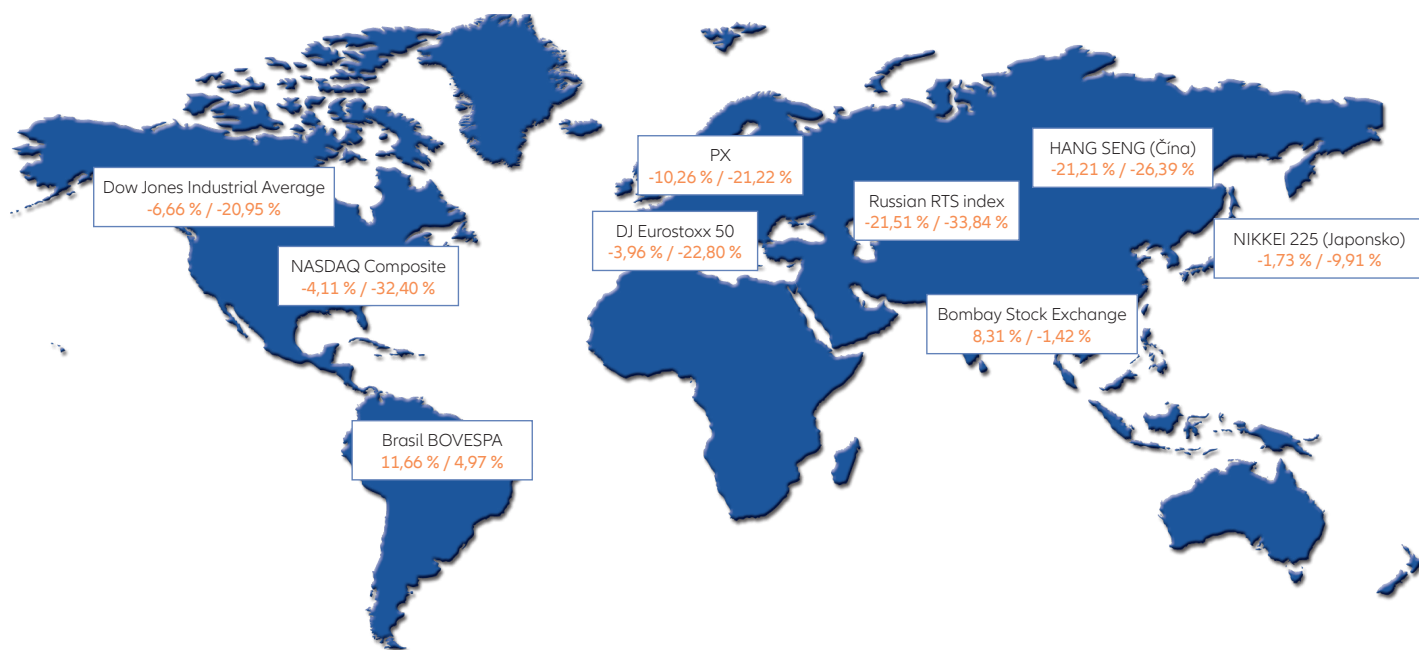 PX
-10,26 % / -21,22 %
HANG SENG (Čína)
-21,21 % / -26,39 %
Dow Jones Industrial Average
-6,66 % / -20,95 %
Russian RTS index
-21,51 % / -33,84 %
DJ Eurostoxx 50
-3,96 % / -22,80 %
NIKKEI 225 (Japonsko)
-1,73 % / -9,91 %
NASDAQ Composite
-4,11 % / -32,40 %
Bombay Stock Exchange
8,31 % / -1,42 %
Brasil BOVESPA
11,66 % / 4,97 %